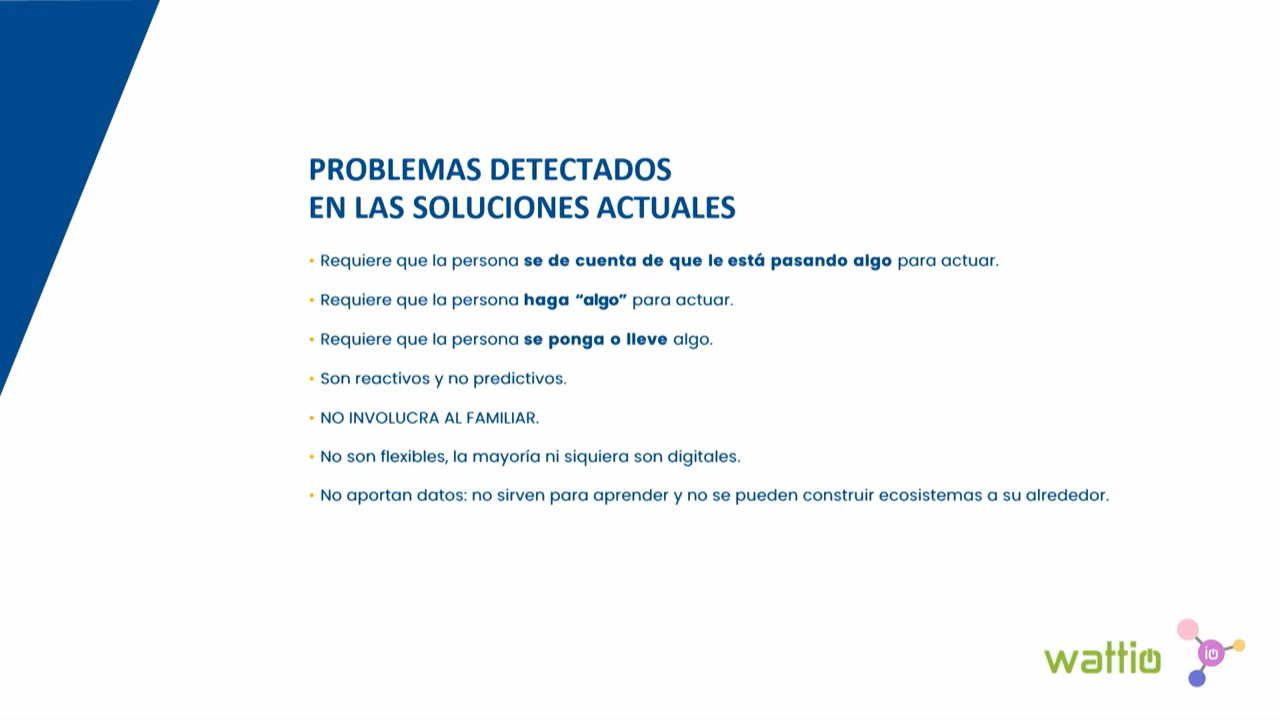 PROBLEMAS DETECTADOS
EN LAS SOLUCIONES ACTUALES
• Requiere que la persona se de cuenta de que le está pasando algo para actuar.
• Requiere que la persona haga “algo” para actuar.
• Requiere que la persona se ponga o lleve algo.
• Son reactivos y no predictivos.
• NO INVOLUCRA AL FAMILIAR.
• No son flexibles, la mayoría ni siquiera son digitales.
• No aportan datos: no sirven para aprender y no se pueden construir ecosistemas a su alrededor.
wattio
io